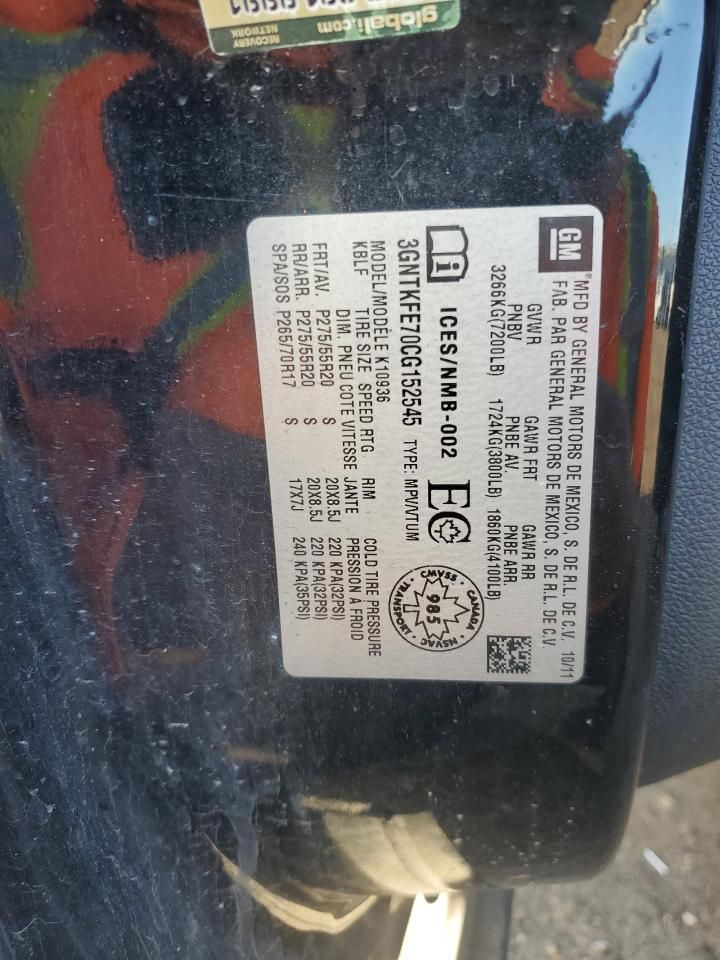 globali.com
RECOVERY
NETWORK
GM
®
MFD BY GENERAL MOTORS DE MEXICO, S. DE R.L. DE C.V. 10/11
FAB. PAR GENERAL MOTORS DE MEXICO, S. DE R.L. DE C.V.
GVWR GAWR FRT GAWR RR
PNBV PNBE AV. PNBE ARR.
3266KG(7200LB) 1724KG(3800LB) 1860KG(4100LB)
i ICES/NMB-002 EC
CANADA
CMVSS
985
NSVAC
TRANSPORT
3GNTKFE70CG152545 TYPE: MPV/VTUM
MODEL/MODÈLE K10936
KBLF TIRE SIZE SPEED RTG RIM COLD TIRE PRESSURE
DIM. PNEU COTE VITESSE JANTE PRESSION A FROID
FRT/AV. P275/55R20 S 20X8.5J 220 KPA(32PSI)
RR/ARR. P275/55R20 S 20X8.5J 220 KPA(32PSI)
SPA/SOS P265/70R17 S 17X7J 240 KPA(35PSI)